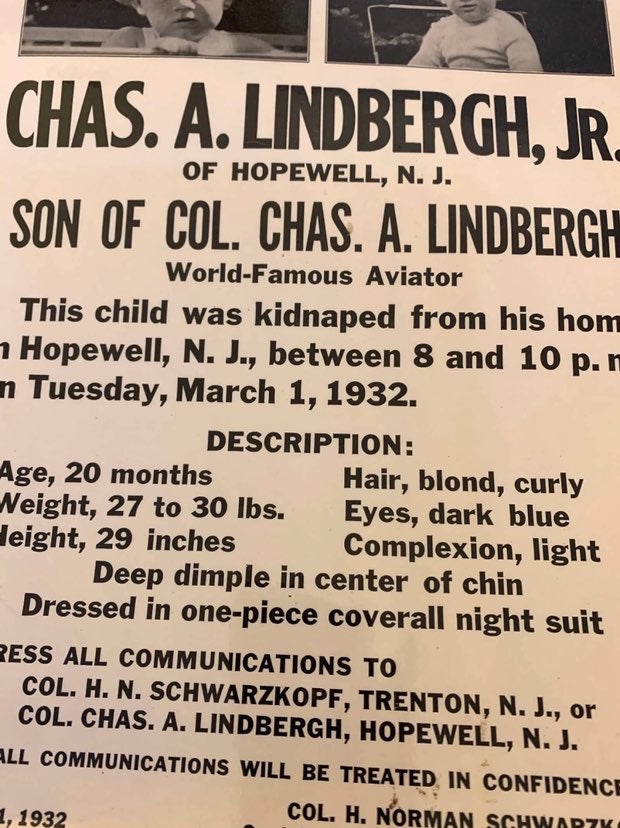 CHAS. A. LINDBERGH, JR.
OF HOPEWELL, N. J.
SON OF COL. CHAS. A. LINDBERGH
World-Famous Aviator
This child was kidnaped from his hom
n Hopewell, N. J., between 8 and 10 p. m
n Tuesday, March 1, 1932.
DESCRIPTION:
Age, 20 months
Hair, blond, curly
Weight, 27 to 30 lbs.
Eyes, dark blue
Height, 29 inches
Complexion, light
Deep dimple in center of chin
Dressed in one-piece coverall night suit
RESS ALL COMMUNICATIONS TO
COL. H. N. SCHWARZKOPF, TRENTON, N. J., or
COL. CHAS. A. LINDBERGH, HOPEWELL, N. J.
ALL COMMUNICATIONS WILL BE TREATED IN CONFIDENCE
1, 1932
COL. H. NORMAN SCHWARZK